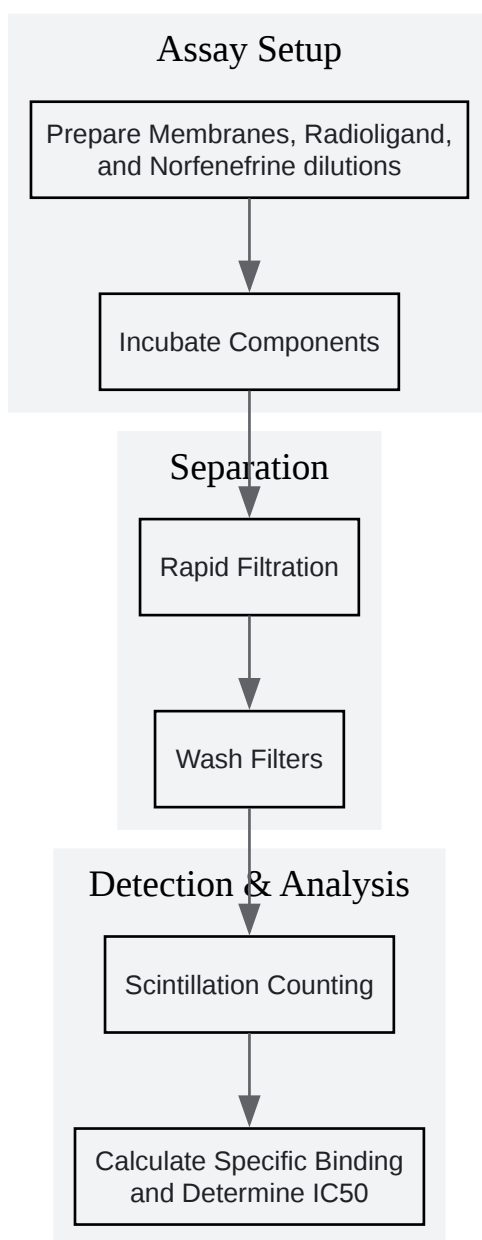 Assay Setup
Prepare Membranes, Radioligand,
and Norfenefrine dilutions
Incubate Components
Separation
Rapid Filtration
Wash Filters
Detection & Analysis
Scintillation Counting
Calculate Specific Binding
and Determine IC50